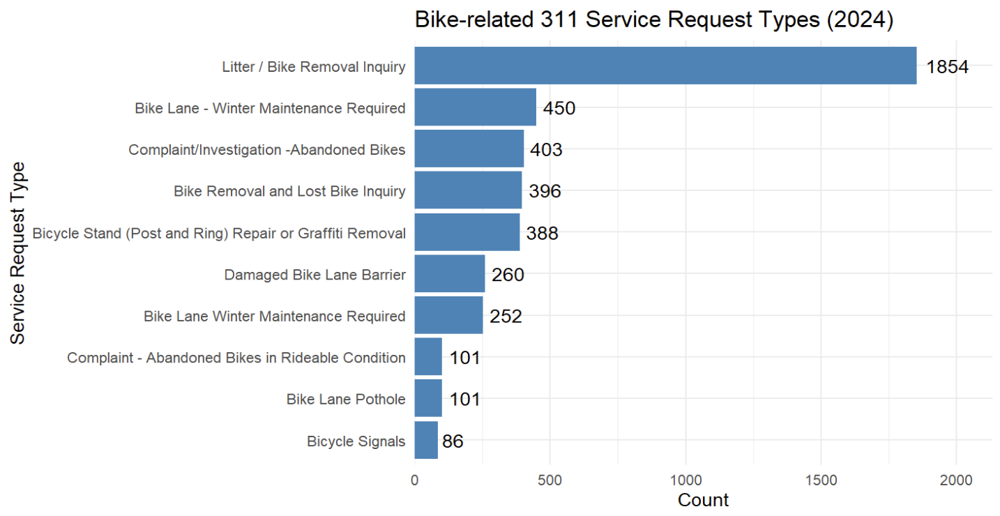 Bike-related 311 Service Request Types (2024)
Service Request Type
Litter / Bike Removal Inquiry 1854
Bike Lane - Winter Maintenance Required 450
Complaint/Investigation -Abandoned Bikes 403
Bike Removal and Lost Bike Inquiry 396
Bicycle Stand (Post and Ring) Repair or Graffiti Removal 388
Damaged Bike Lane Barrier 260
Bike Lane Winter Maintenance Required 252
Complaint - Abandoned Bikes in Rideable Condition 101
Bike Lane Pothole 101
Bicycle Signals 86
0 500 1000 1500 2000
Count